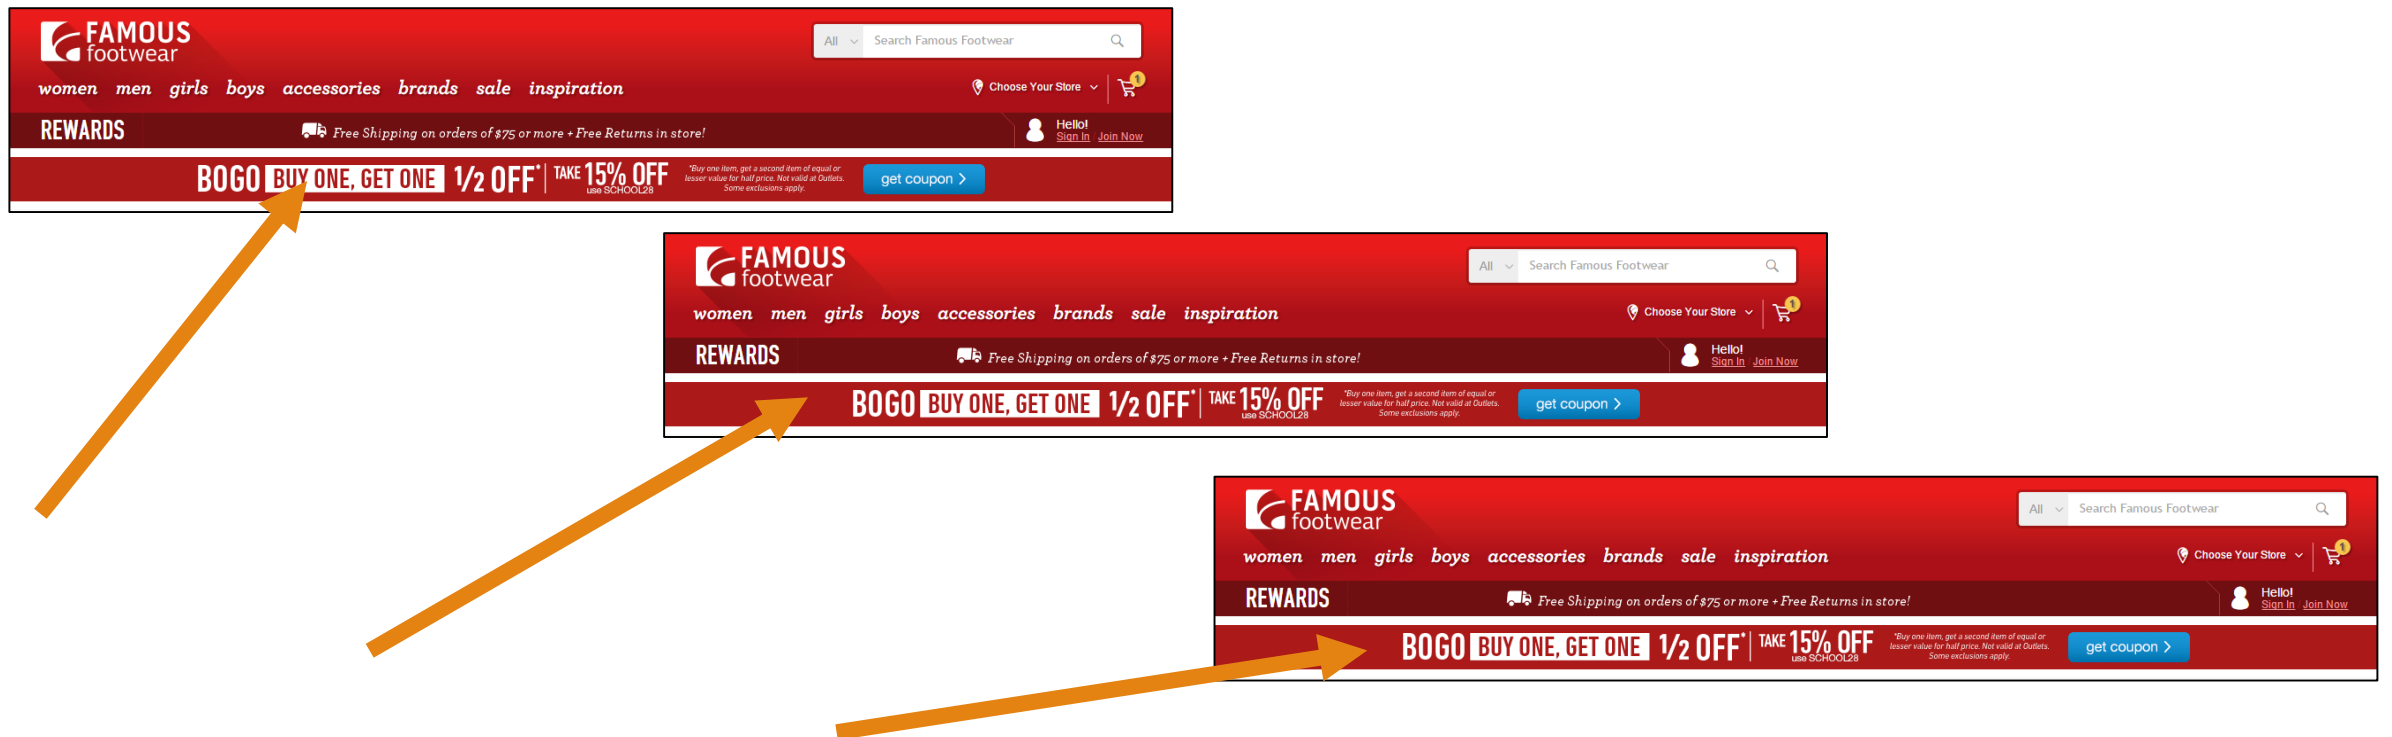 FAMOUS
footwear
All Search Famous Footwear
women men girls boys accessories brands sale inspiration
Choose Your Store 1
REWARDS Free Shipping on orders of $75 or more + Free Returns in store! Hello!
Sign In Join Now
BOGO BUY ONE, GET ONE 1/2 OFF* TAKE 15% OFF
use SCHOOL28
*Buy one item, get a second item of equal or
lesser value for half price. Not valid at Outlets.
Some exclusions apply.
get coupon >
FAMOUS
footwear
All Search Famous Footwear
women men girls boys accessories brands sale inspiration
Choose Your Store 1
REWARDS Free Shipping on orders of $75 or more + Free Returns in store! Hello!
Sign In Join Now
BOGO BUY ONE, GET ONE 1/2 OFF* TAKE 15% OFF
use SCHOOL28
*Buy one item, get a second item of equal or
lesser value for half price. Not valid at Outlets.
Some exclusions apply.
get coupon >
FAMOUS
footwear
All Search Famous Footwear
women men girls boys accessories brands sale inspiration
Choose Your Store 1
REWARDS Free Shipping on orders of $75 or more + Free Returns in store! Hello!
Sign In Join Now
BOGO BUY ONE, GET ONE 1/2 OFF* TAKE 15% OFF
use SCHOOL28
*Buy one item, get a second item of equal or
lesser value for half price. Not valid at Outlets.
Some exclusions apply.
get coupon >